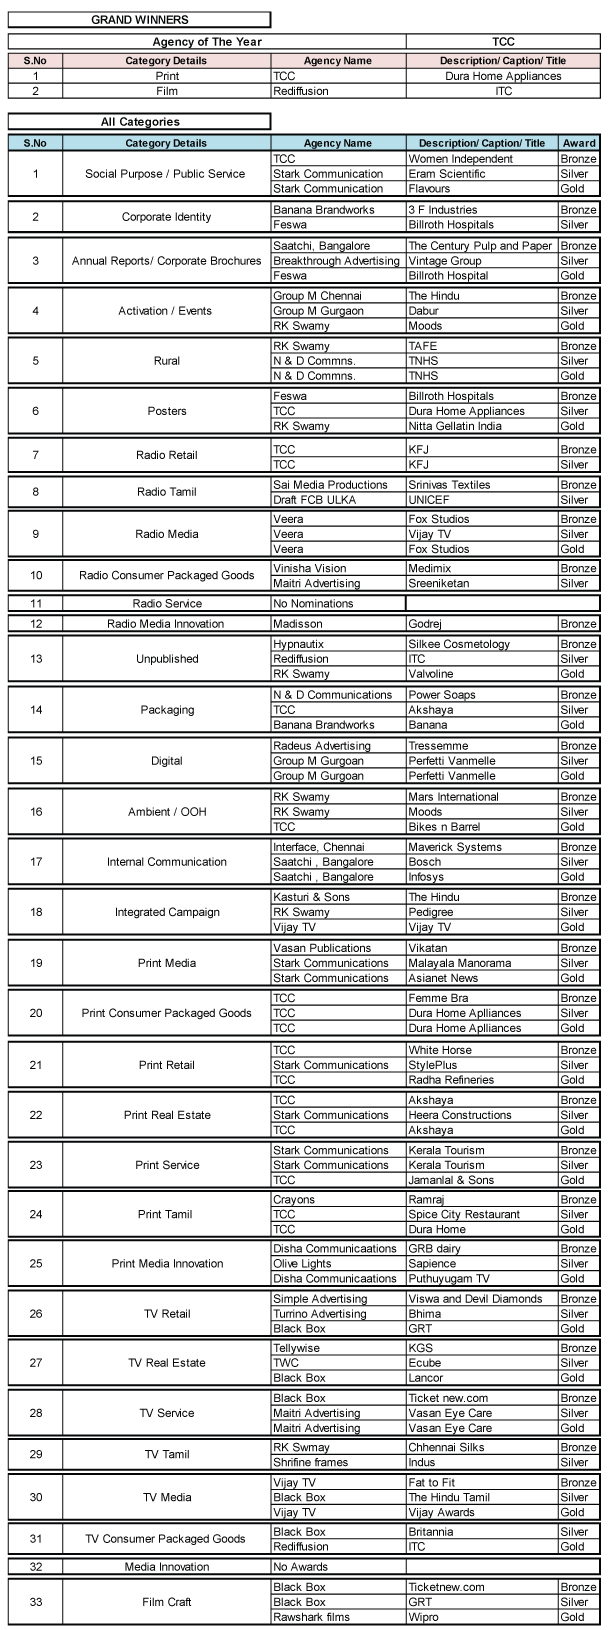 GRAND WINNERS
Agency of The Year TCC
S.No Category Details Agency Name Description/ Caption/ Title
1 Print TCC Dura Home Appliances
2 Film Rediffusion ITC
All Categories
S.No Category Details Agency Name Description/ Caption/ Title Award
TCC Women Independent Bronze
1 Social Purpose / Public Service Stark Communication Eram Scientific Silver
Stark Communication Flavours Gold
2 Corporate Identity Banana Brandworks 3 F Industries Bronze
Feswa Billroth Hospitals Silver
Saatchi, Bangalore The Century Pulp and Paper Bronze
3 Annual Reports/ Corporate Brochures Breakthrough Advertising Vintage Group Silver
Feswa Billroth Hospital Gold
Group M Chennai The Hindu Bronze
4 Activation / Events Group M Gurgaon Dabur Silver
RK Swamy Moods Gold
RK Swamy TAFE Bronze
5 Rural N & D Commns. TNHS Silver
N & D Commns. TNHS Gold
Feswa Billroth Hospitals Bronze
6 Posters TCC Dura Home Appliances Silver
RK Swamy Nitta Gellatin India Gold
7 Radio Retail TCC KFJ Bronze
TCC KFJ Silver
8 Radio Tamil Sai Media Productions Srinivas Textiles Bronze
Draft FCB ULKA UNICEF Silver
Veera Fox Studios Bronze
9 Radio Media Veera Vijay TV Silver
Veera Fox Studios Gold
10 Radio Consumer Packaged Goods Vinisha Vision Medimix Bronze
Maitri Advertising Sreeniketan Silver
11 Radio Service No Nominations
12 Radio Media Innovation Madisson Godrej Bronze
Hypnautix Silkee Cosmetology Bronze
13 Unpublished Rediffusion ITC Silver
RK Swamy Valvoline Gold
N & D Communications Power Soaps Bronze
14 Packaging TCC Akshaya Silver
Banana Brandworks Banana Gold
Radeus Advertising Tressemme Bronze
15 Digital Group M Gurgoan Perfetti Vanmelle Silver
Group M Gurgoan Perfetti Vanmelle Gold
RK Swamy Mars International Bronze
16 Ambient / OOH RK Swamy Moods Silver
TCC Bikes n Barrel Gold
Interface, Chennai Maverick Systems Bronze
17 Internal Communication Saatchi , Bangalore Bosch Silver
Saatchi , Bangalore Infosys Gold
Kasturi & Sons The Hindu Bronze
18 Integrated Campaign RK Swamy Pedigree Silver
Vijay TV Vijay TV Gold
Vasan Publications Vikatan Bronze
19 Print Media Stark Communications Malayala Manorama Silver
Stark Communications Asianet News Gold
TCC Femme Bra Bronze
20 Print Consumer Packaged Goods TCC Dura Home Aplliances Silver
TCC Dura Home Aplliances Gold
TCC White Horse Bronze
21 Print Retail Stark Communications StylePlus Silver
TCC Radha Refineries Gold
TCC Akshaya Bronze
22 Print Real Estate Stark Communications Heera Constructions Silver
TCC Akshaya Gold
Stark Communications Kerala Tourism Bronze
23 Print Service Stark Communications Kerala Tourism Silver
TCC Jamanlal & Sons Gold
Crayons Ramraj Bronze
24 Print Tamil TCC Spice City Restaurant Silver
TCC Dura Home Gold
Disha Communicaations GRB dairy Bronze
25 Print Media Innovation Olive Lights Sapience Silver
Disha Communicaations Puthuyugam TV Gold
Simple Advertising Viswa and Devil Diamonds Bronze
26 TV Retail Turrino Advertising Bhima Silver
Black Box GRT Gold
Tellywise KGS Bronze
27 TV Real Estate TWC Ecube Silver
Black Box Lancor Gold
Black Box Ticket new.com Bronze
28 TV Service Maitri Advertising Vasan Eye Care Silver
Maitri Advertising Vasan Eye Care Gold
29 TV Tamil RK Swmay Chhennai Silks Bronze
Shrifine frames Indus Silver
Vijay TV Fat to Fit Bronze
30 TV Media Black Box The Hindu Tamil Silver
Vijay TV Vijay Awards Gold
31 TV Consumer Packaged Goods Black Box Britannia Silver
Rediffusion ITC Gold
32 Media Innovation No Awards
Black Box Ticketnew.com Bronze
33 Film Craft Black Box GRT Silver
Rawshark films Wipro Gold